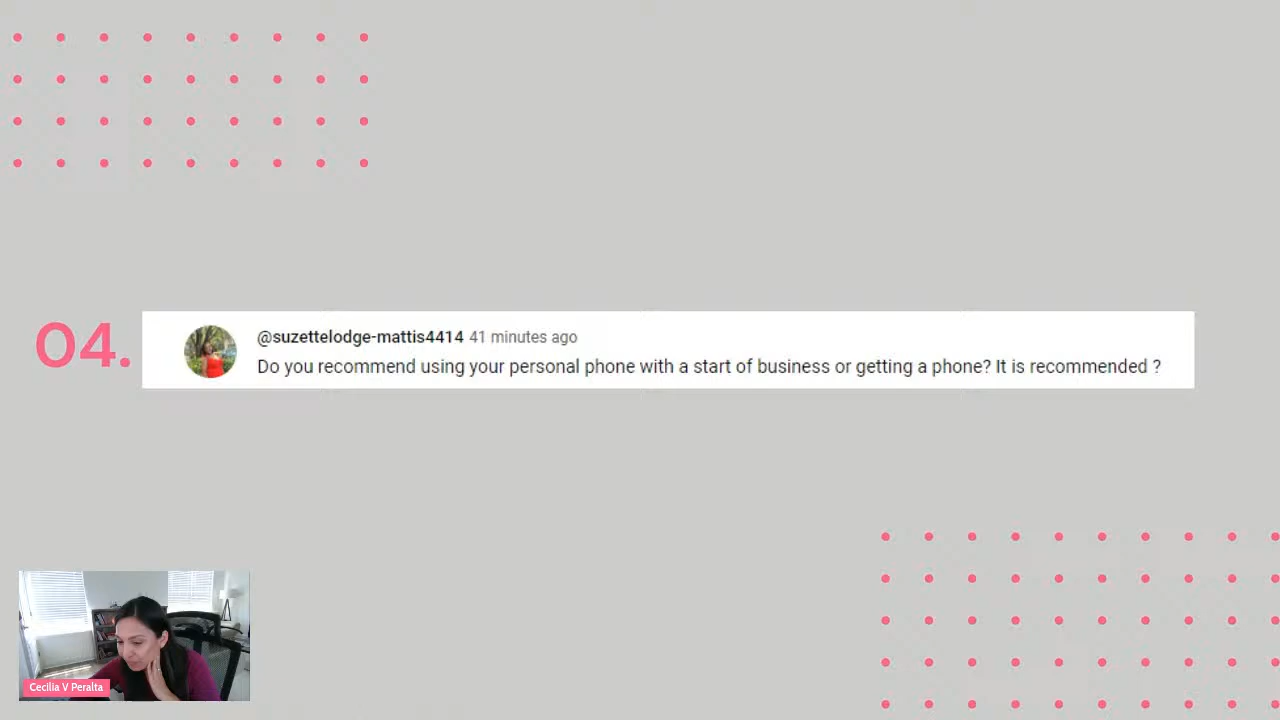 04.
@suzettelodge-mattis4414 41 minutes ago
Do you recommend using your personal phone with a start of business or getting a phone? It is recommended ?
Cecilia V Peralta